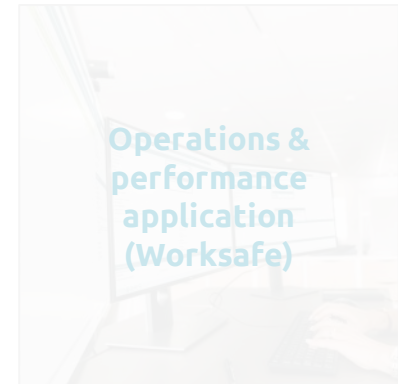 Operations &
performance
application
(Worksafe)